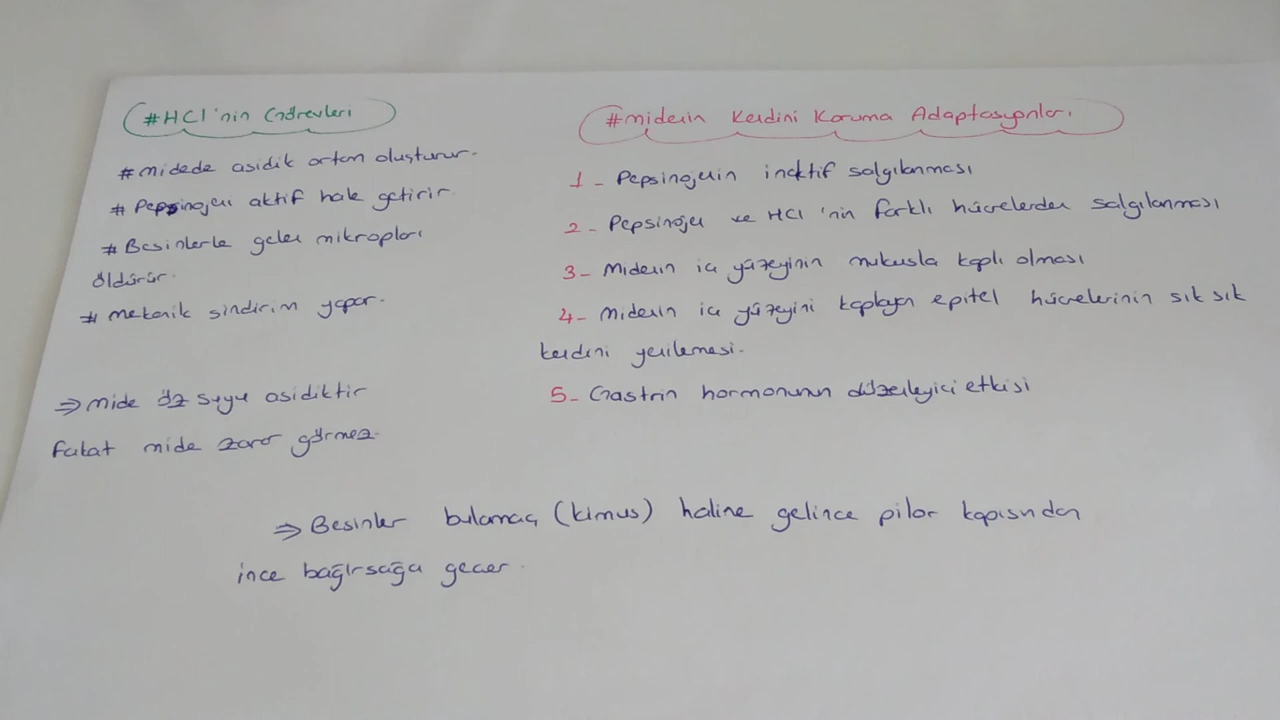 #HCl'nin Görevleri
#midede asidik ortam oluşturur.
# Pepsinojeni aktif hale getirir.
# Besinlerle gelen mikropları
öldürür.
# mekanik sindirim yapar.
⇒ mide öz suyu asidiktir
fakat mide zarar görmez.
#midenin Kendini Koruma Adaptasyonları
1- Pepsinojenin inaktif salgılanması
2- Pepsinojen ve HCl'nin farklı hücrelerden salgılanması
3- Midenin iç yüzeyinin mukusla kaplı olması
4- Midenin iç yüzeyini kaplayan epitel hücrelerinin sık sık
kendini yenilemesi.
5- Gastrin hormonunun düzenleyici etkisi
⇒ Besinler bulamaç (kimus) haline gelince pilor kapısından
ince bağırsağa geçer.